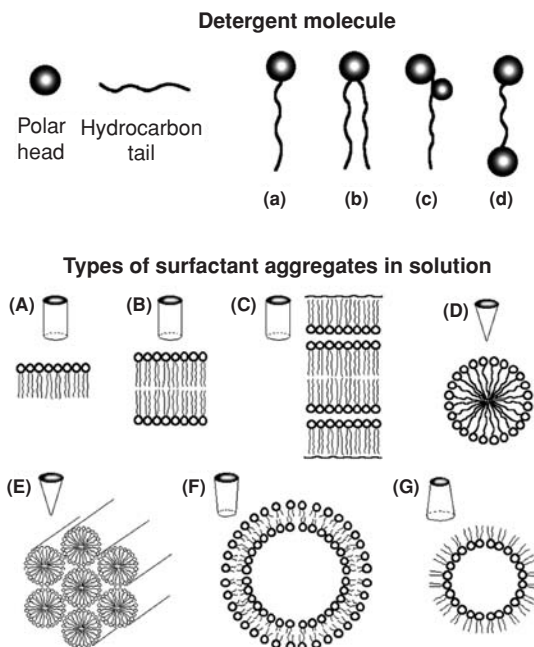 Detergent molecule
Polar
head
Hydrocarbon
tail
(a)
(b)
(c)
(d)
Types of surfactant aggregates in solution
(A)
(B)
(C)
(D)
(E)
(F)
(G)